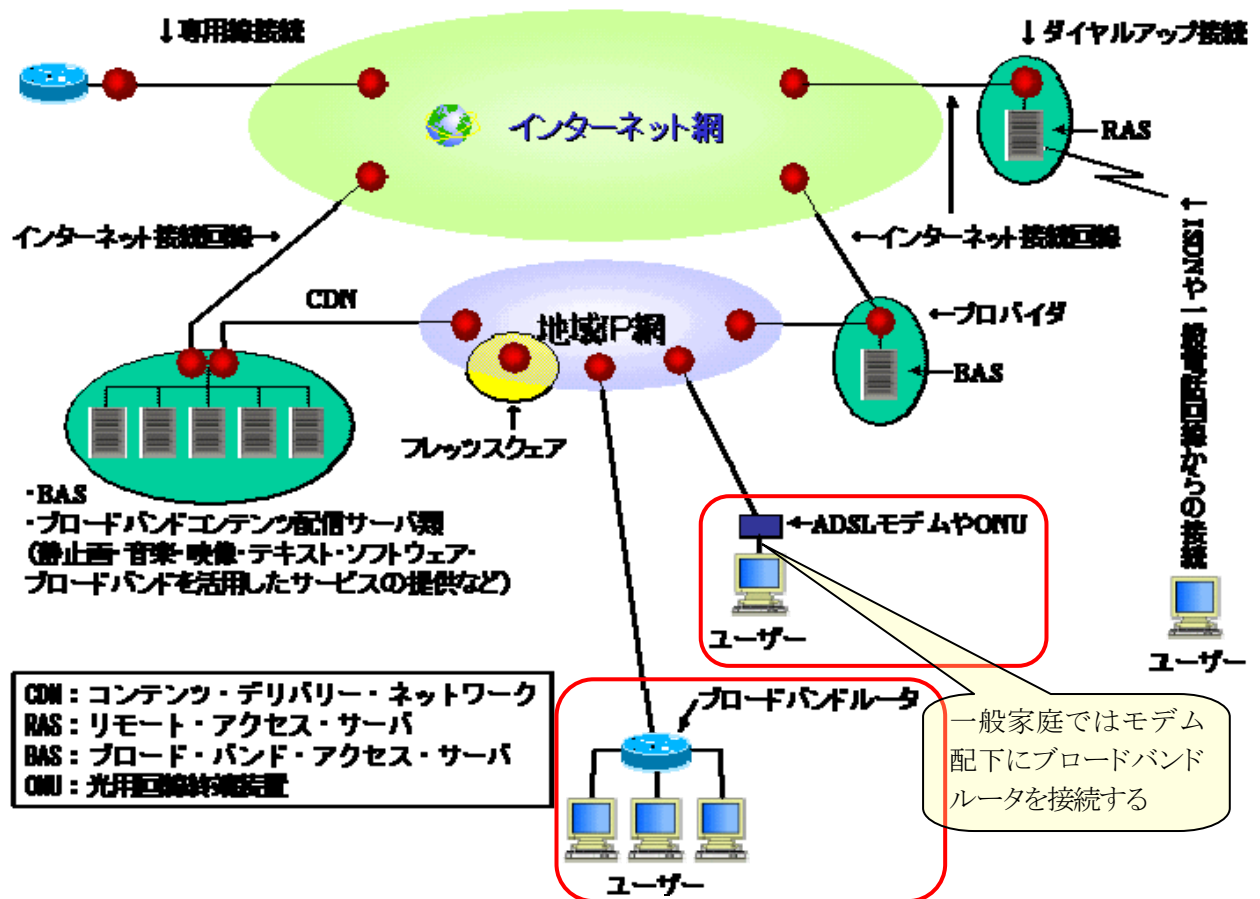 ↓専用線接続
↓ダイヤルアップ接続
インターネット網
←RAS
インターネット接続回線→
←インターネット接続回線
↑ISDNや一般電話回線からの接続
CDN
地域IP網
←プロバイダ
←BAS
↑
フレッツスクェア
・BAS
・ブロードバンドコンテンツ配信サーバ類
(静止画・音楽・映像・テキスト・ソフトウェア・
ブロードバンドを活用したサービスの提供など)
←ADSLモデムやONU
ユーザー
ユーザー
CDN：コンテンツ・デリバリー・ネットワーク
RAS：リモート・アクセス・サーバ
BAS：ブロード・バンド・アクセス・サーバ
ONU：光用回線終端装置
ブロードバンドルータ
一般家庭ではモデム
配下にブロードバンド
ルータを接続する
ユーザー